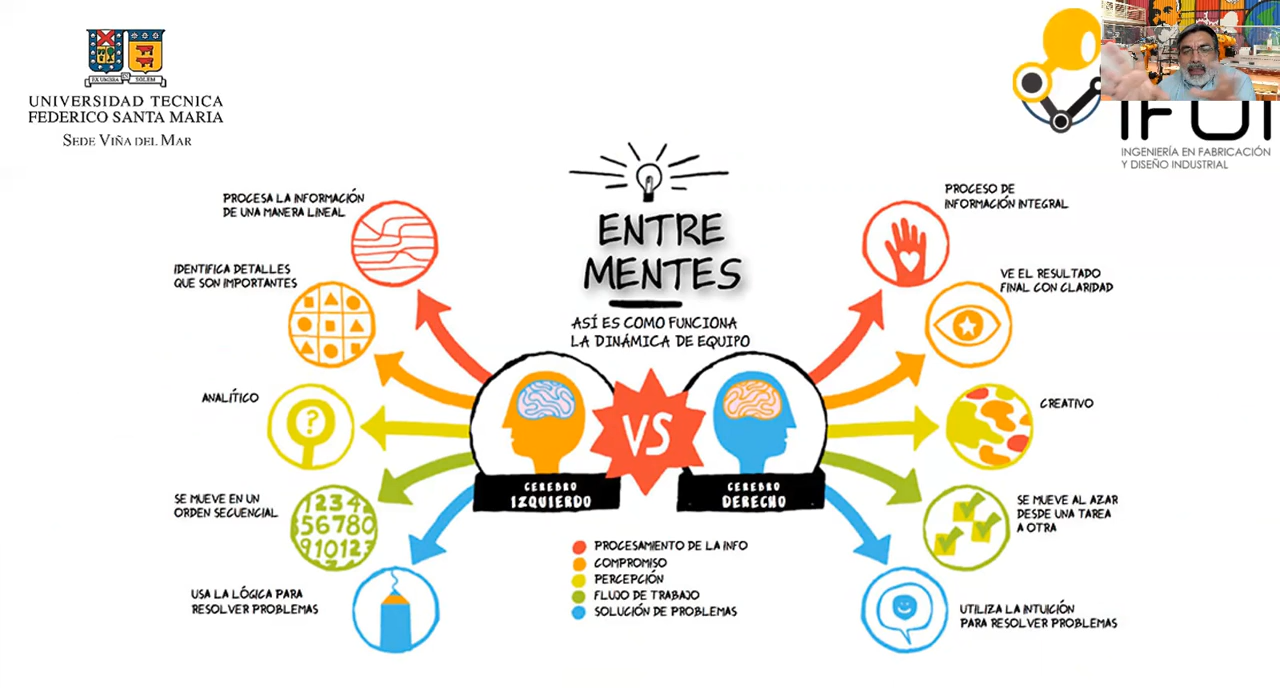 UNIVERSIDAD TECNICA
FEDERICO SANTA MARIA
SEDE VIÑA DEL MAR
INGENIERÍA EN FABRICACIÓN
Y DISEÑO INDUSTRIAL
ENTRE
MENTES
ASÍ ES COMO FUNCIONA
LA DINÁMICA DE EQUIPO
PROCESA LA INFORMACIÓN
DE UNA MANERA LINEAL
IDENTIFICA DETALLES
QUE SON IMPORTANTES
ANALÍTICO
?
SE MUEVE EN UN
ORDEN SECUENCIAL
1234
5678
910123
USA LA LÓGICA PARA
RESOLVER PROBLEMAS
CEREBRO
IZQUIERDO
VS
CEREBRO
DERECHO
PROCESO DE
INFORMACIÓN INTEGRAL
VE EL RESULTADO
FINAL CON CLARIDAD
CREATIVO
SE MUEVE AL AZAR
DESDE UNA TAREA
A OTRA
UTILIZA LA INTUICIÓN
PARA RESOLVER PROBLEMAS
PROCESAMIENTO DE LA INFO
COMPROMISO
PERCEPCIÓN
FLUJO DE TRABAJO
SOLUCIÓN DE PROBLEMAS